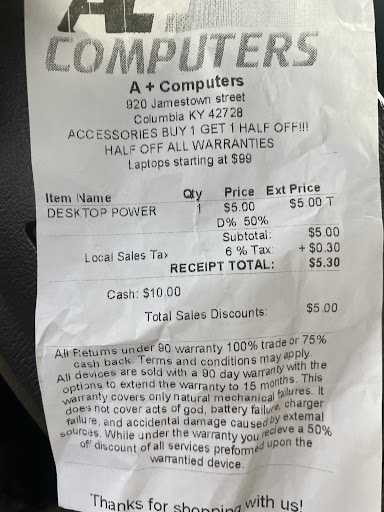 A+
COMPUTERS
A + Computers
920 Jamestown street
Columbia KY 42728
ACCESSORIES BUY 1 GET 1 HALF OFF!!!
HALF OFF ALL WARRANTIES
Laptops starting at $99
Item Name Qty Price Ext Price
DESKTOP POWER 1 $5.00 $5.00 T
D% 50%
Subtotal: $5.00
Local Sales Tax 6 % Tax: + $0.30
RECEIPT TOTAL: $5.30
Cash: $10.00
Total Sales Discounts: $5.00
All Returns under 90 warranty 100% trade or 75%
cash back. Terms and conditions may apply.
All devices are sold with a 90 day warranty with the
options to extend the warranty to 15 months. This
warranty covers only natural mechanical failures. It
does not cover acts of god, battery failure, charger
failure, and accidental damage caused by external
sources. While under the warranty you recieve a 50%
off discount of all services preformed upon the
warrantied device.
Thanks for shopping with us!